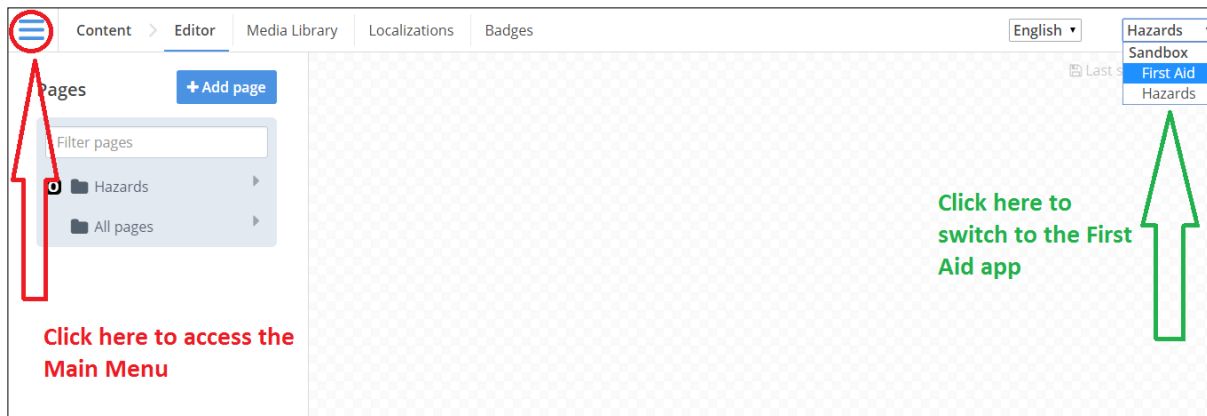 Content Editor Media Library Localizations Badges English Hazards
Sandbox
First Aid
Hazards
Last
Pages + Add page
Filter pages
Hazards
All pages
Click here to
switch to the First
Aid app
Click here to access the
Main Menu